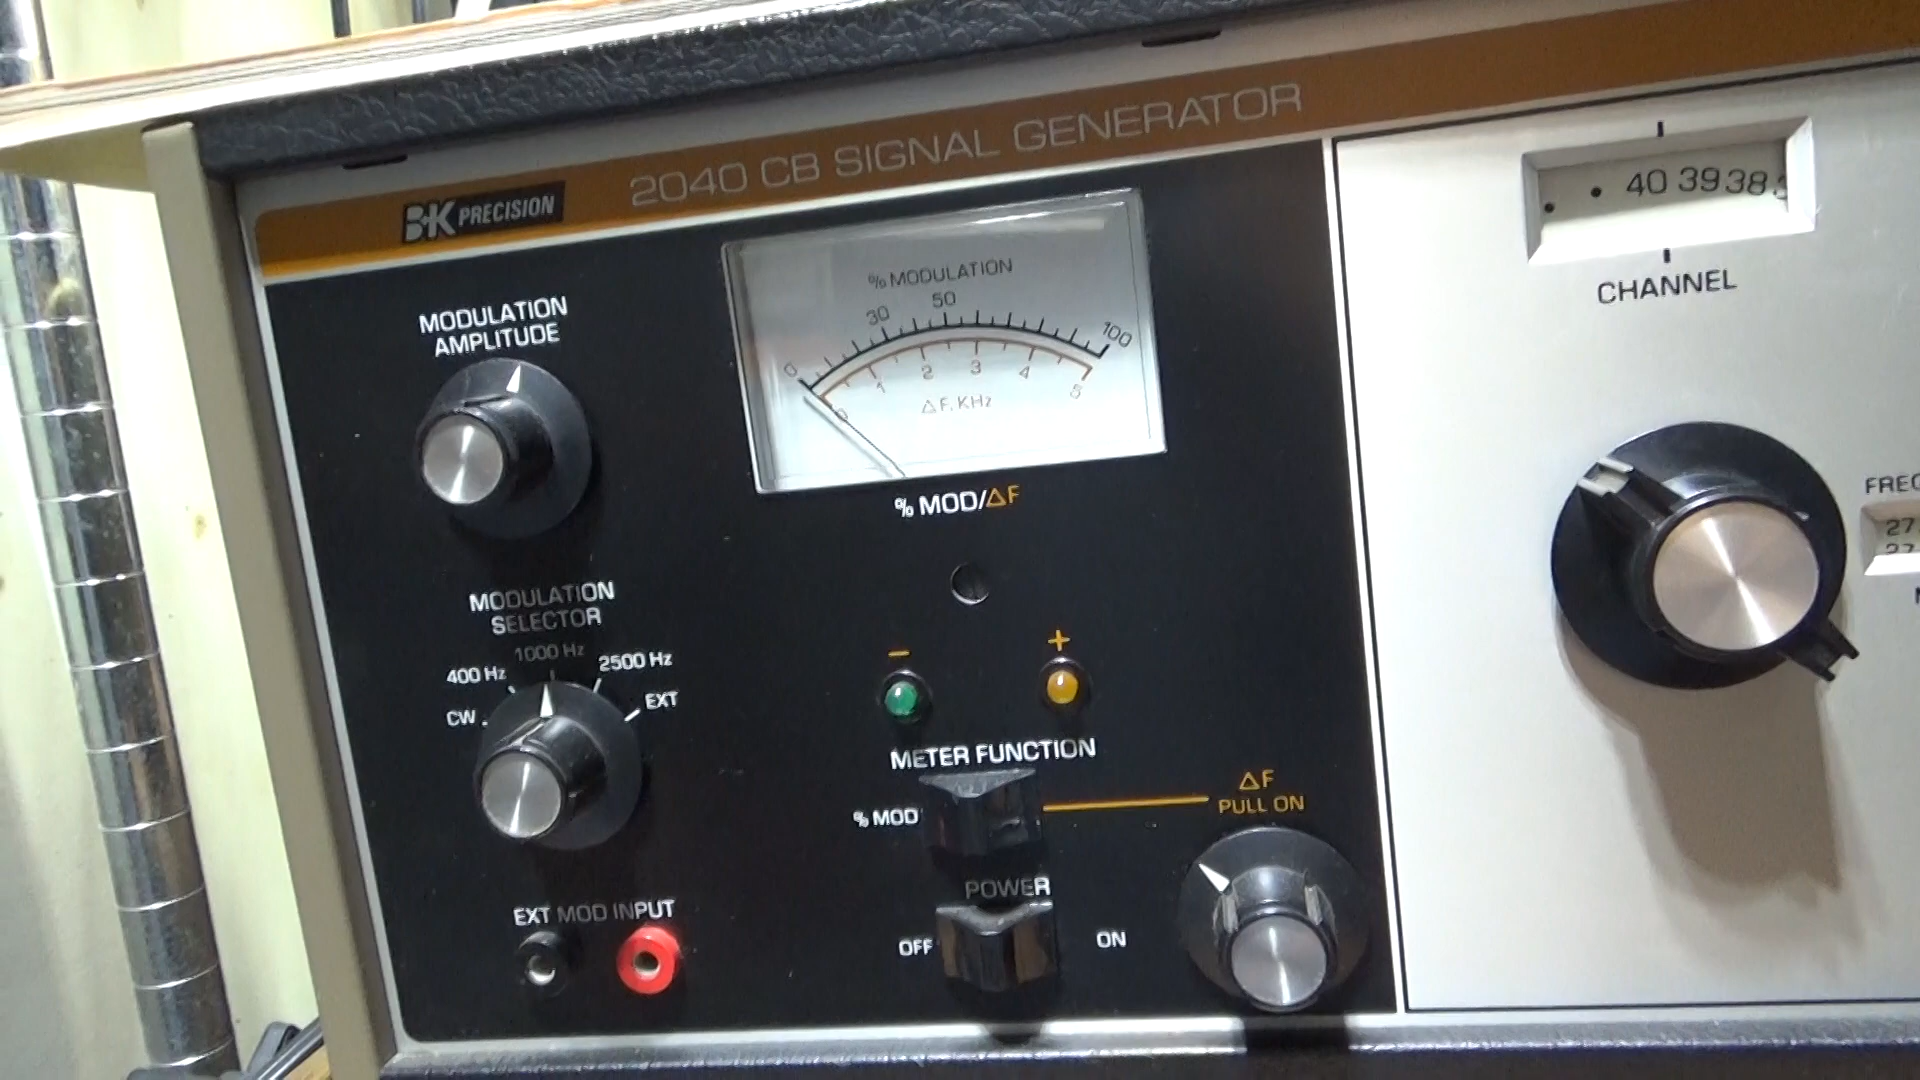 2040 CB SIGNAL GENERATOR
B+K PRECISION
MODULATION
AMPLITUDE
% MODULATION
0 30 50 100
0 1 2 3 4 5
△F, KHz
% MOD/△F
40 39 38
CHANNEL
MODULATION
SELECTOR
CW 400 Hz 1000 Hz 2500 Hz EXT
EXT MOD INPUT
− +
METER FUNCTION
% MOD
△F
PULL ON
POWER
OFF ON
27
27